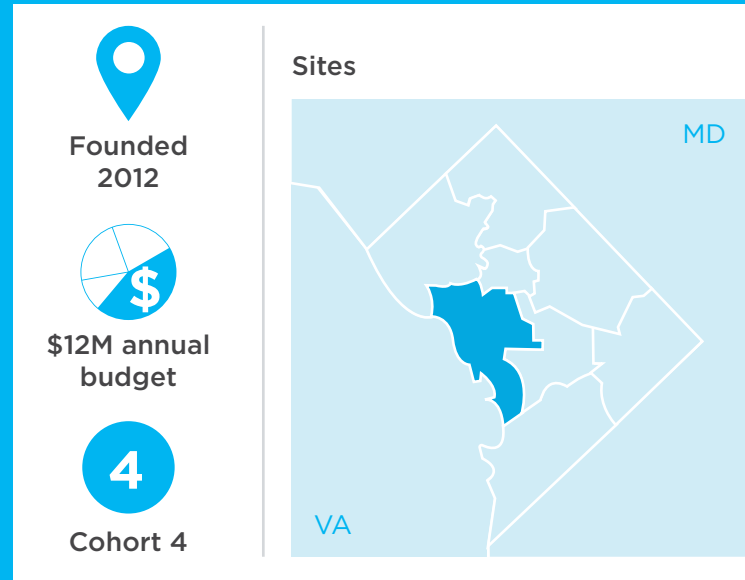 Founded
2012
$
$12M annual
budget
4
Cohort 4
Sites
MD
VA